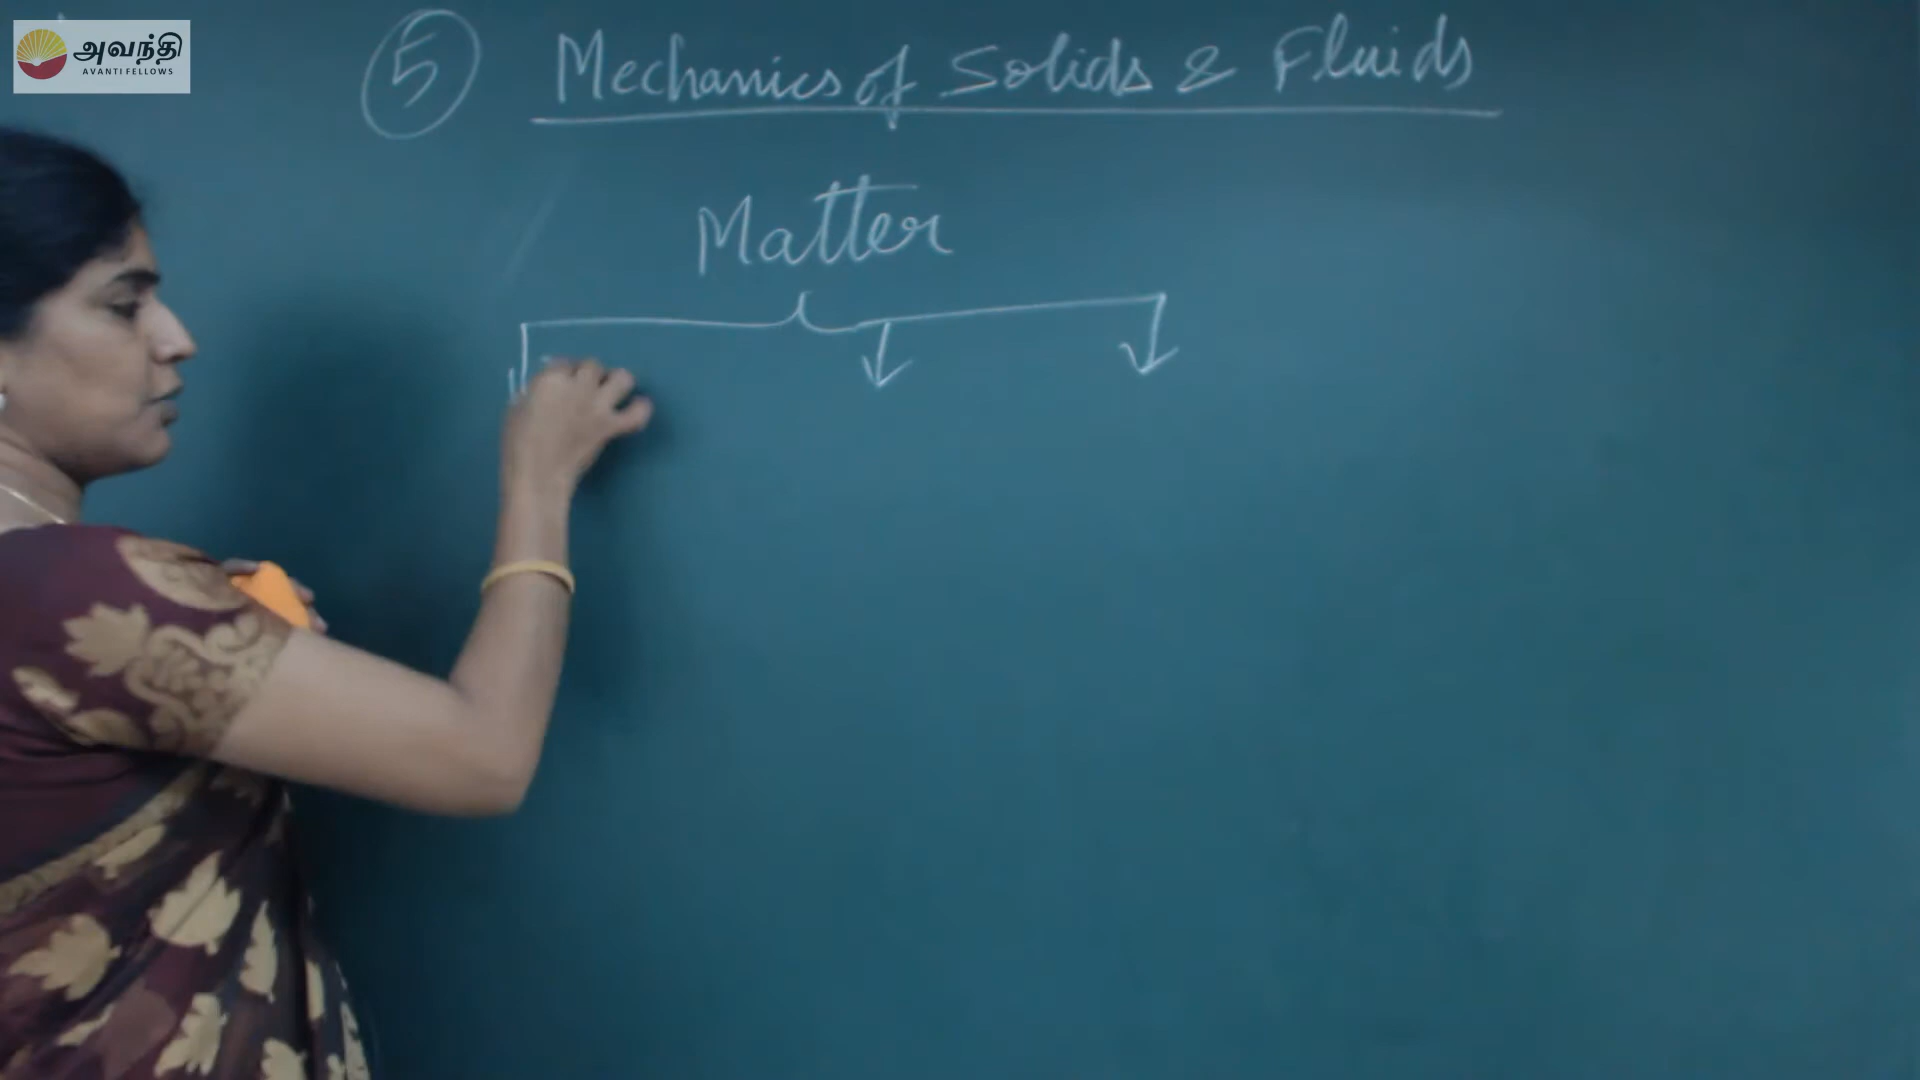 அவந்தி
AVANTI FELLOWS
5 Mechanics of Solids & Fluids
Matter